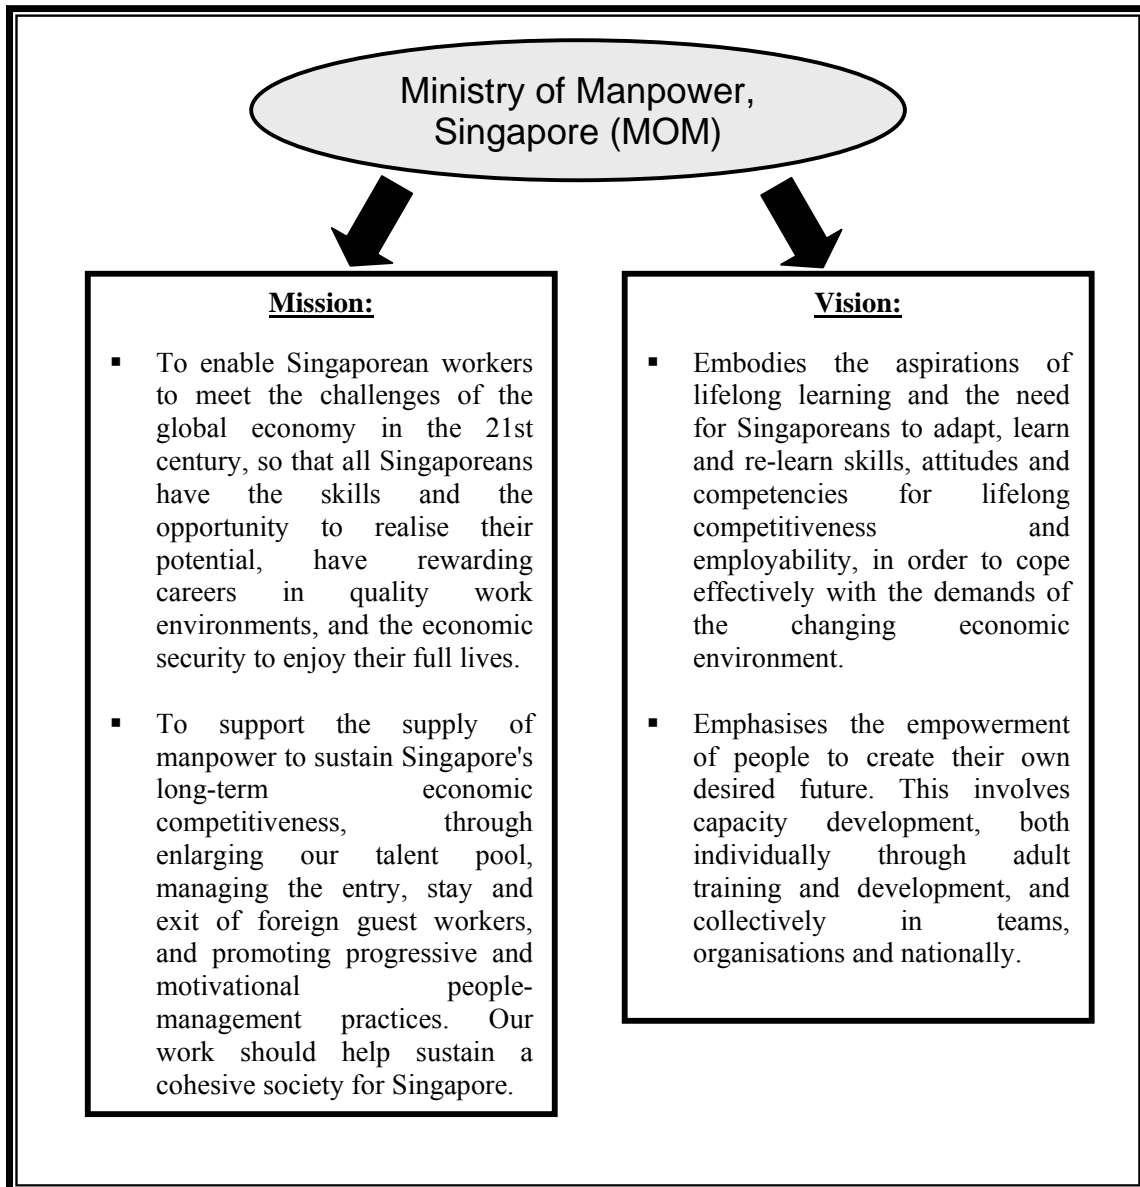 Ministry of Manpower,
Singapore (MOM)
Mission:
▪ To enable Singaporean workers
to meet the challenges of the
global economy in the 21st
century, so that all Singaporeans
have the skills and the
opportunity to realise their
potential, have rewarding
careers in quality work
environments, and the economic
security to enjoy their full lives.
▪ To support the supply of
manpower to sustain Singapore's
long-term economic
competitiveness, through
enlarging our talent pool,
managing the entry, stay and
exit of foreign guest workers,
and promoting progressive and
motivational people-
management practices. Our
work should help sustain a
cohesive society for Singapore.
Vision:
▪ Embodies the aspirations of
lifelong learning and the need
for Singaporeans to adapt, learn
and re-learn skills, attitudes and
competencies for lifelong
competitiveness and
employability, in order to cope
effectively with the demands of
the changing economic
environment.
▪ Emphasises the empowerment
of people to create their own
desired future. This involves
capacity development, both
individually through adult
training and development, and
collectively in teams,
organisations and nationally.